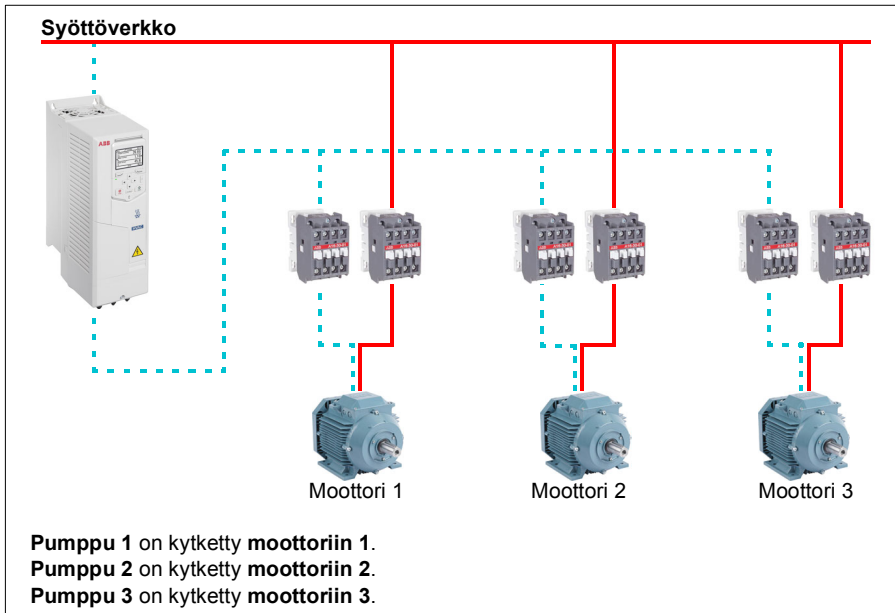 Syöttöverkko
ABB
Moottori 1
Moottori 2
Moottori 3
Pumppu 1 on kytketty moottoriin 1.
Pumppu 2 on kytketty moottoriin 2.
Pumppu 3 on kytketty moottoriin 3.